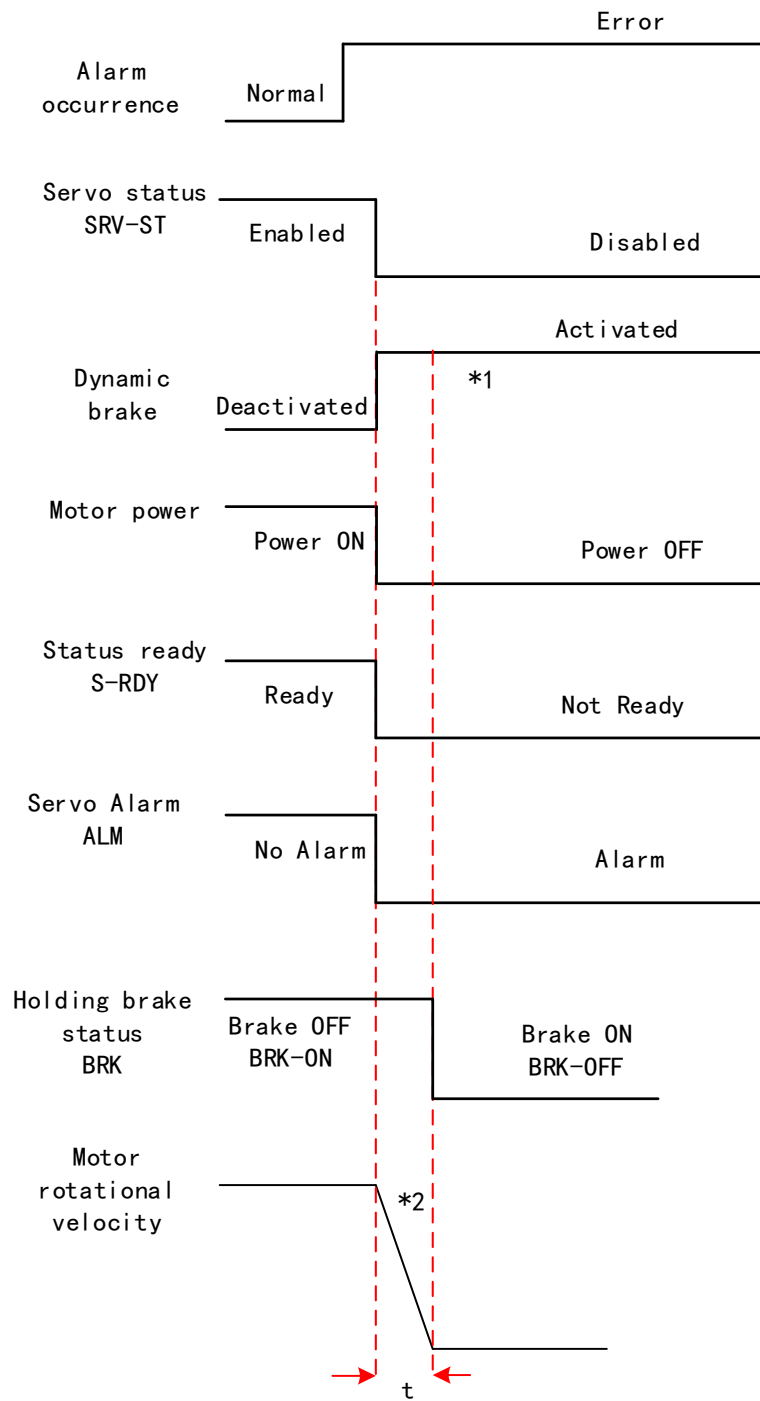 Error
Alarm
occurrence
Normal
Servo status
SRV-ST
Enabled
Disabled
Activated
Dynamic
brake
Deactivated
*1
Motor power
Power ON
Power OFF
Status ready
S-RDY
Ready
Not Ready
Servo Alarm
ALM
No Alarm
Alarm
Holding brake
status
BRK
Brake OFF
BRK-ON
Brake ON
BRK-OFF
Motor
rotational
velocity
*2
t